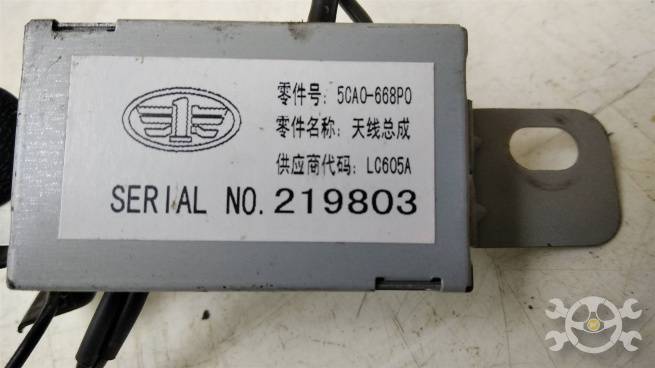 零件号: 5CA0-668P0
零件名称: 天线总成
供应商代码: LC605A
SERIAL NO. 219803